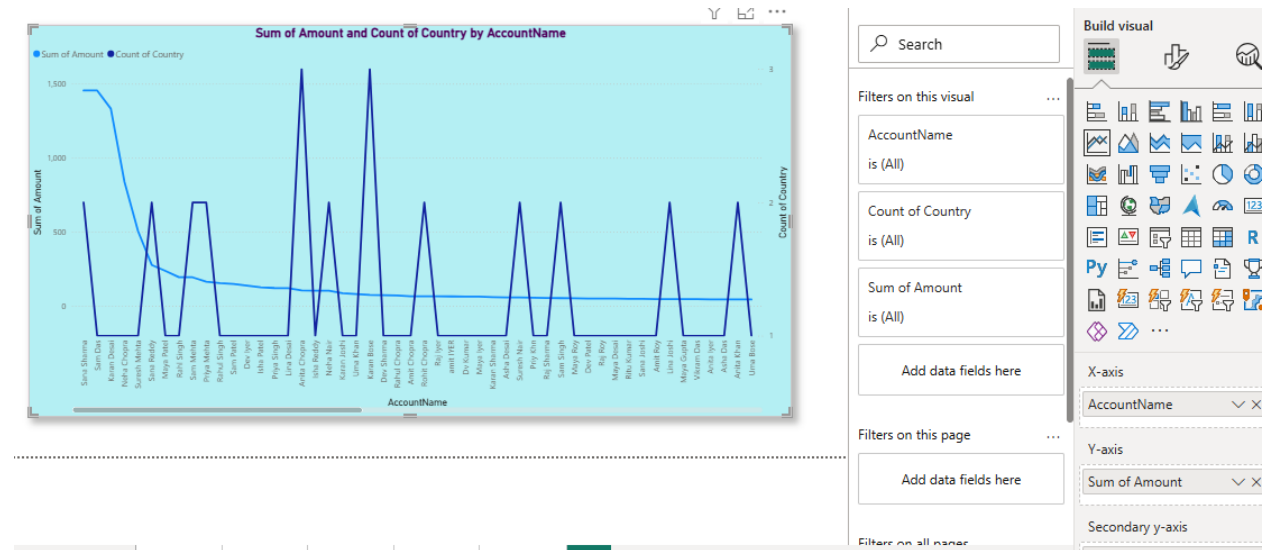 Sum of Amount and Count of Country by AccountName
Sum of Amount Count of Country
1,500
1,000
500
0
Sum of Amount
3
2
1
Count of Country
Sana Sharma
Sam Das
Karan Desai
Neha Chopra
Suresh Mehta
Sana Reddy
Maya Patel
Rahl Singh
Sam Mehta
Priya Mehta
Rahul Singh
Sam Patel
Dev Iyer
Isha Patel
Priya Singh
Lina Desai
Anita Chopra
Isha Reddy
Neha Nair
Karan Joshi
Uma Khan
Karan Bose
Dev Sharma
Rahul Chopra
Amit Chopra
Rohit Chopra
Raj Iyer
amit IYER
Dv Kumar
Maya Iyer
Karan Sharma
Asha Desai
Suresh Nair
Priy Khn
Raj Sharma
Sam Singh
Maya Roy
Dev Patel
Raj Roy
Maya Desai
Ritu Kumar
Sana Joshi
Amit Roy
Lina Joshi
Maya Gupta
Vikram Das
Anita Iyer
Asha Das
Anita Khan
Uma Bose
AccountName
Search
Filters on this visual
AccountName
is (All)
Count of Country
is (All)
Sum of Amount
is (All)
Add data fields here
Filters on this page
Add data fields here
Filters on all pages
Build visual
123
R
Py
123
X-axis
AccountName
Y-axis
Sum of Amount
Secondary y-axis